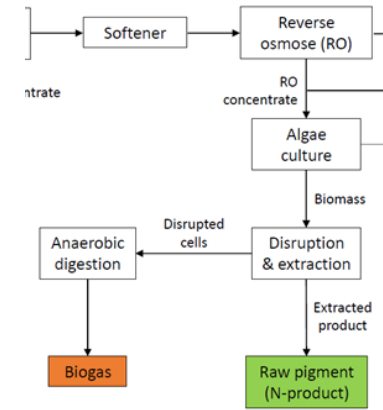 Softener
Reverse
osmose (RO)
ntrate
RO
concentrate
Algae
culture
Biomass
Disrupted
cells
Anaerobic
digestion
Disruption
& extraction
Extracted
product
Biogas
Raw pigment
(N-product)